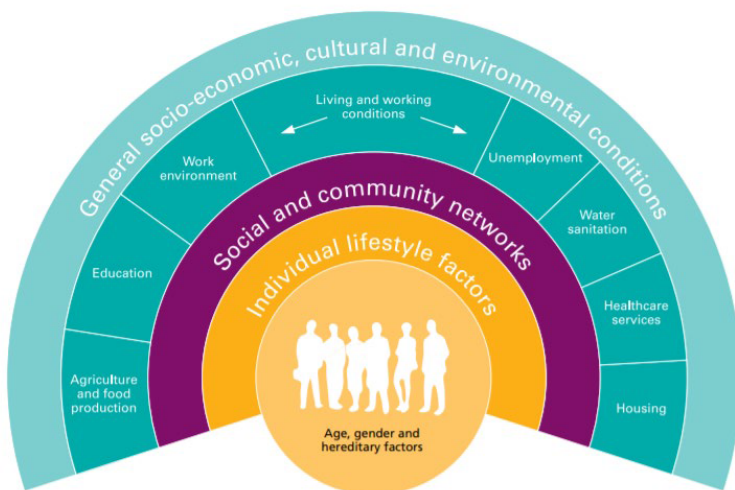 General socio-economic, cultural and environmental conditions
Living and working
conditions
Work
environment
Unemployment
Education
Water
sanitation
Agriculture
and food
production
Healthcare
services
Housing
Social and community networks
Individual lifestyle factors
Age, gender and
hereditary factors